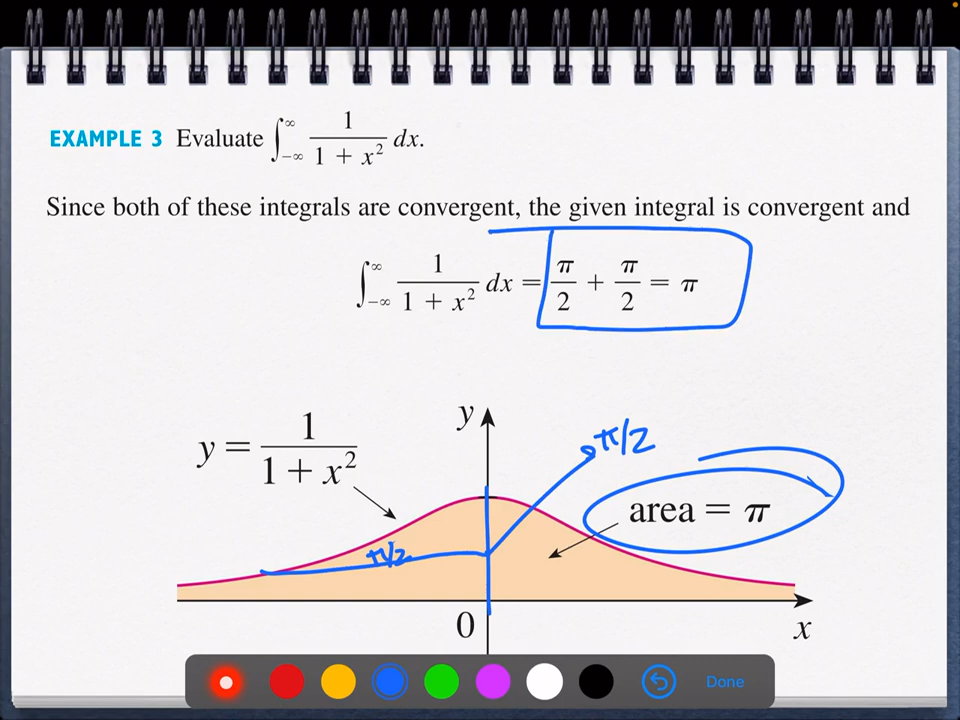 EXAMPLE 3 Evaluate ∫_{-∞}^{∞} 1/(1 + x²) dx.
Since both of these integrals are convergent, the given integral is convergent and
∫_{-∞}^{∞} 1/(1 + x²) dx = π/2 + π/2 = π
y = 1/(1 + x²)
y
π/2
area = π
π/2
0
x
Done